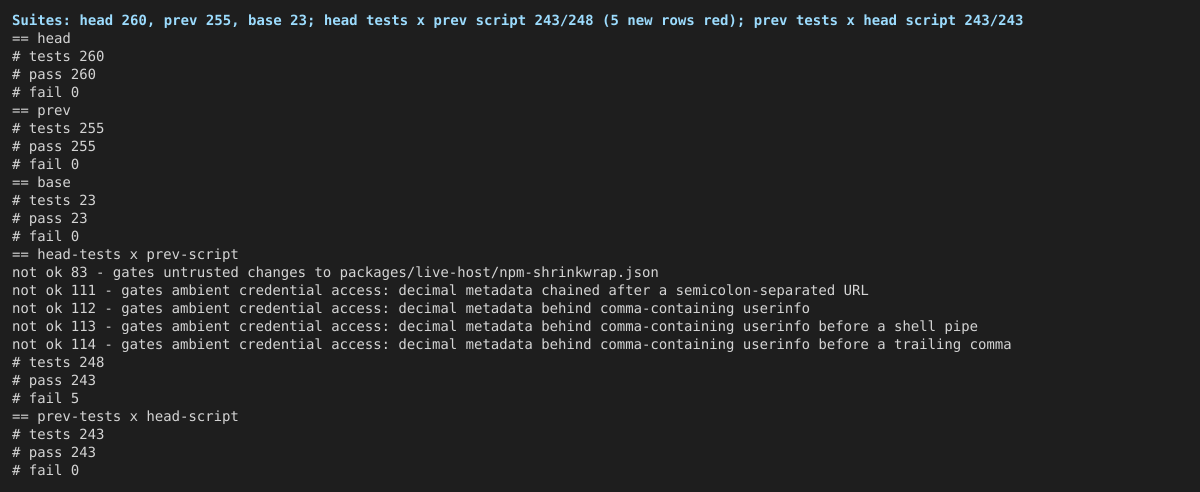 Suites: head 260, prev 255, base 23; head tests x prev script 243/248 (5 new rows red); prev tests x head script 243/243
== head
# tests 260
# pass 260
# fail 0
== prev
# tests 255
# pass 255
# fail 0
== base
# tests 23
# pass 23
# fail 0
== head-tests x prev-script
not ok 83 - gates untrusted changes to packages/live-host/npm-shrinkwrap.json
not ok 111 - gates ambient credential access: decimal metadata chained after a semicolon-separated URL
not ok 112 - gates ambient credential access: decimal metadata behind comma-containing userinfo
not ok 113 - gates ambient credential access: decimal metadata behind comma-containing userinfo before a shell pipe
not ok 114 - gates ambient credential access: decimal metadata behind comma-containing userinfo before a trailing comma
# tests 248
# pass 243
# fail 5
== prev-tests x head-script
# tests 243
# pass 243
# fail 0